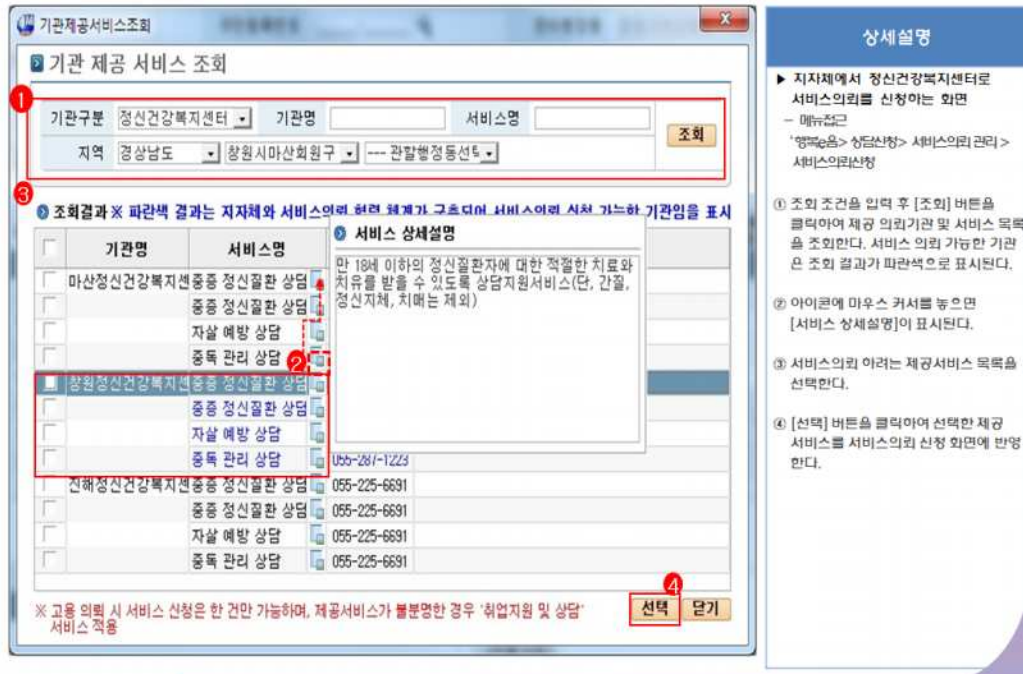 기관제공서비스조회
기관 제공 서비스 조회
1
기관구분 정신건강복지센터 기관명 서비스명
조회
지역 경상남도 창원시마산회원구 --- 관할행정동선택
3
조회결과 ※ 파란색 결과는 지자체와 서비스의뢰 협력 체계가 구축되어 서비스의뢰 신청 가능한 기관임을 표시
기관명 서비스명
서비스 상세설명
만 18세 이하의 정신질환자에 대한 적절한 치료와
치유를 받을 수 있도록 상담지원서비스(단, 간질,
정신지체, 치매는 제외)
마산정신건강복지센 중증 정신질환 상담
중증 정신질환 상담
자살 예방 상담
중독 관리 상담
2
창원정신건강복지센 중증 정신질환 상담
중증 정신질환 상담
자살 예방 상담
중독 관리 상담 055-287-1223
진해정신건강복지센 중증 정신질환 상담 055-225-6691
중증 정신질환 상담 055-225-6691
자살 예방 상담 055-225-6691
중독 관리 상담 055-225-6691
4
※ 고용 의뢰 시 서비스 신청은 한 건만 가능하며, 제공서비스가 불분명한 경우 '취업지원 및 상담'
서비스 적용
선택 닫기
상세설명
▶ 지자체에서 정신건강복지센터로
서비스의뢰를 신청하는 화면
– 메뉴접근
'행복e음> 상담신청> 서비스의뢰 관리 >
서비스의뢰신청
① 조회 조건을 입력 후 [조회] 버튼을
클릭하여 제공 의뢰기관 및 서비스 목록
을 조회한다. 서비스 의뢰 가능한 기관
은 조회 결과가 파란색으로 표시된다.
② 아이콘에 마우스 커서를 놓으면
[서비스 상세설명]이 표시된다.
③ 서비스의뢰 하려는 제공서비스 목록을
선택한다.
④ [선택] 버튼을 클릭하여 선택한 제공
서비스를 서비스의뢰 신청 화면에 반영
한다.